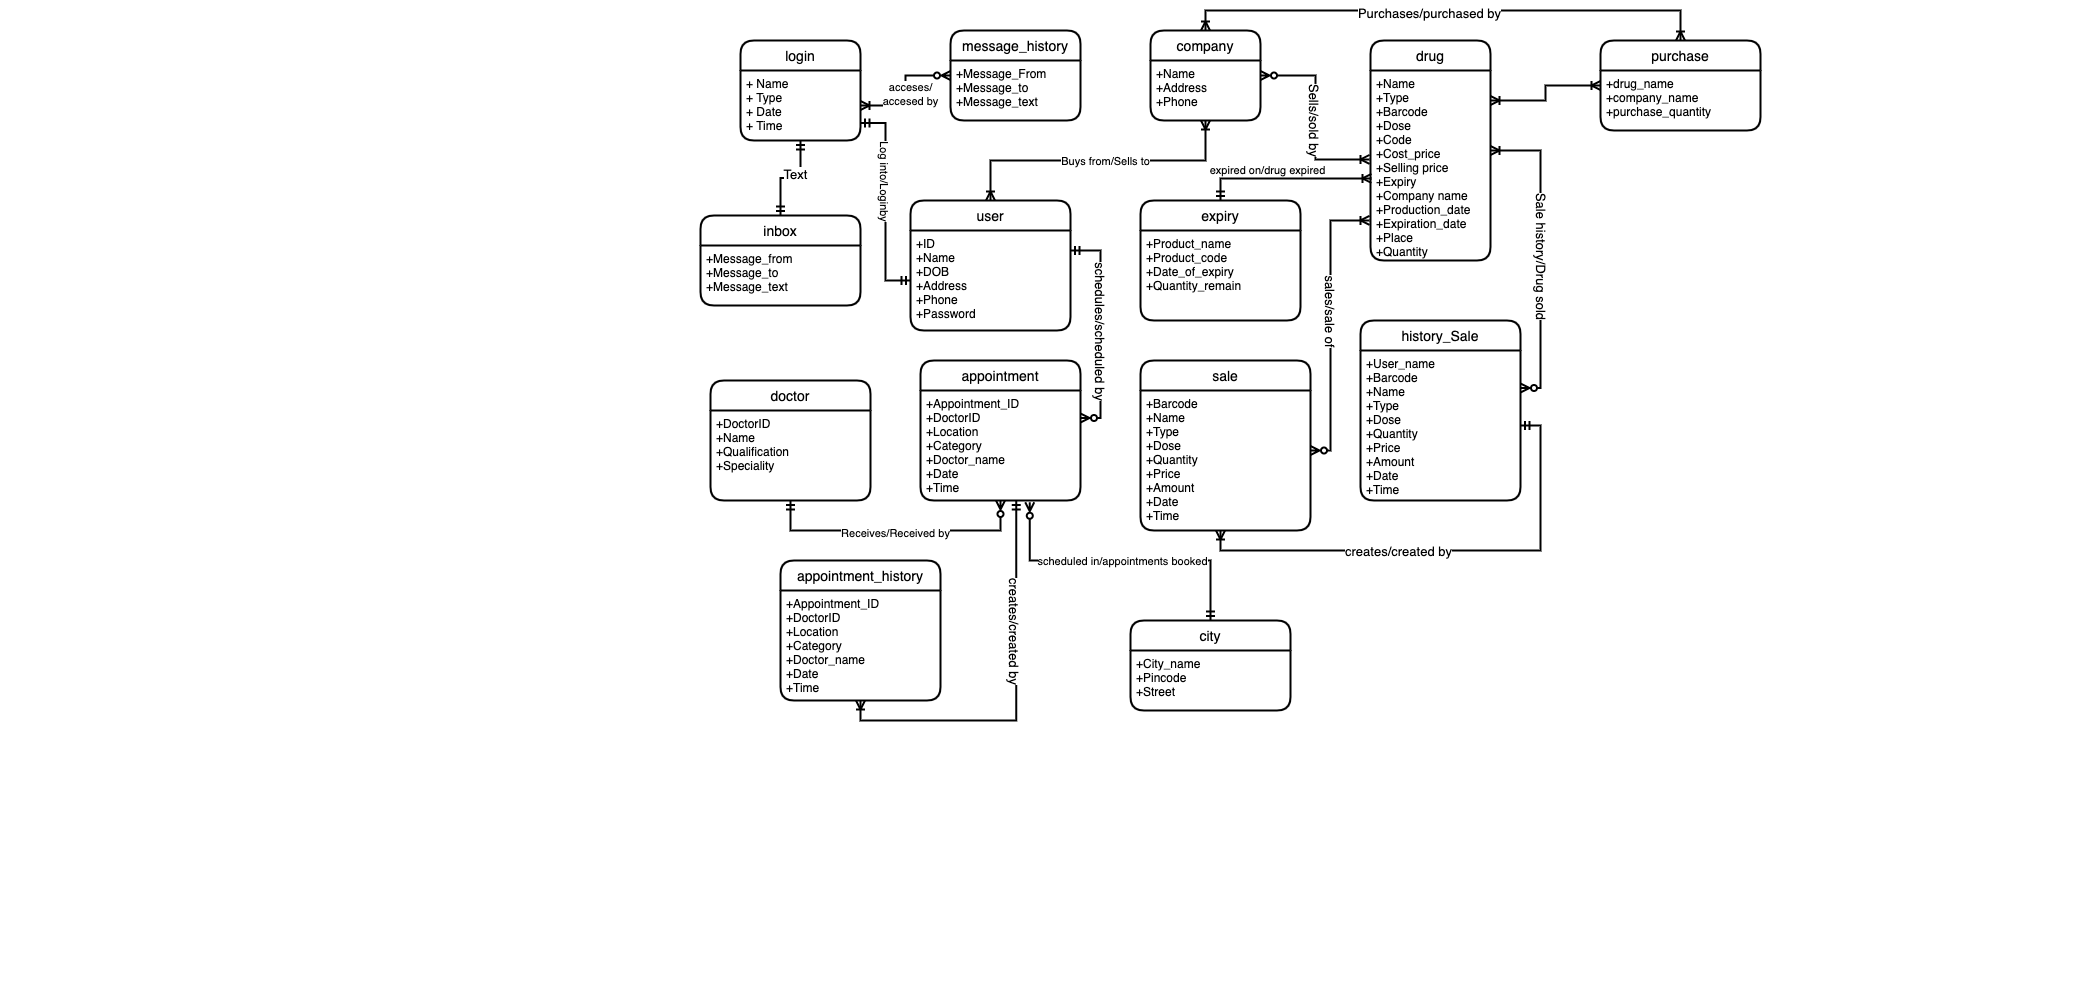 Purchases/purchased by
login
+ Name
+ Type
+ Date
+ Time
acceses/
accesed by
message_history
+Message_From
+Message_to
+Message_text
company
+Name
+Address
+Phone
Sells/sold by
drug
+Name
+Type
+Barcode
+Dose
+Code
+Cost_price
+Selling price
+Expiry
+Company name
+Production_date
+Expiration_date
+Place
+Quantity
purchase
+drug_name
+company_name
+purchase_quantity
Text
Log into/Loginby
Buys from/Sells to
expired on/drug expired
Sale history/Drug sold
inbox
+Message_from
+Message_to
+Message_text
user
+ID
+Name
+DOB
+Address
+Phone
+Password
schedules/scheduled by
expiry
+Product_name
+Product_code
+Date_of_expiry
+Quantity_remain
sales/sale of
history_Sale
+User_name
+Barcode
+Name
+Type
+Dose
+Quantity
+Price
+Amount
+Date
+Time
doctor
+DoctorID
+Name
+Qualification
+Speciality
appointment
+Appointment_ID
+DoctorID
+Location
+Category
+Doctor_name
+Date
+Time
sale
+Barcode
+Name
+Type
+Dose
+Quantity
+Price
+Amount
+Date
+Time
Receives/Received by
creates/created by
scheduled in/appointments booked
creates/created by
appointment_history
+Appointment_ID
+DoctorID
+Location
+Category
+Doctor_name
+Date
+Time
city
+City_name
+Pincode
+Street